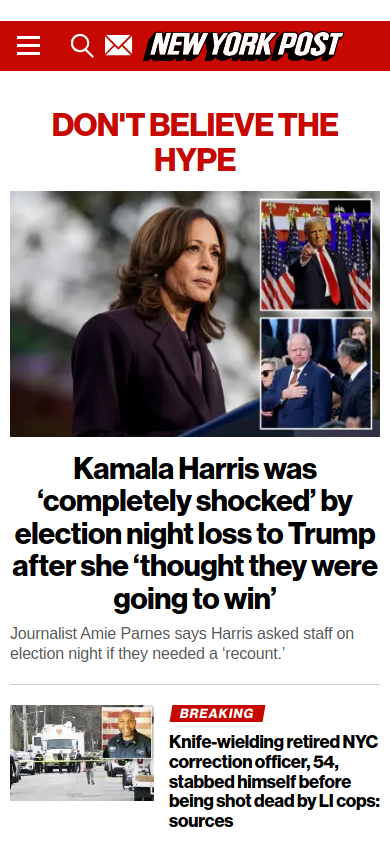 NEW YORK POST
DON'T BELIEVE THE
HYPE
Kamala Harris was
‘completely shocked’ by
election night loss to Trump
after she ‘thought they were
going to win’
Journalist Amie Parnes says Harris asked staff on
election night if they needed a ‘recount.’
BREAKING
Knife-wielding retired NYC
correction officer, 54,
stabbed himself before
being shot dead by LI cops:
sources